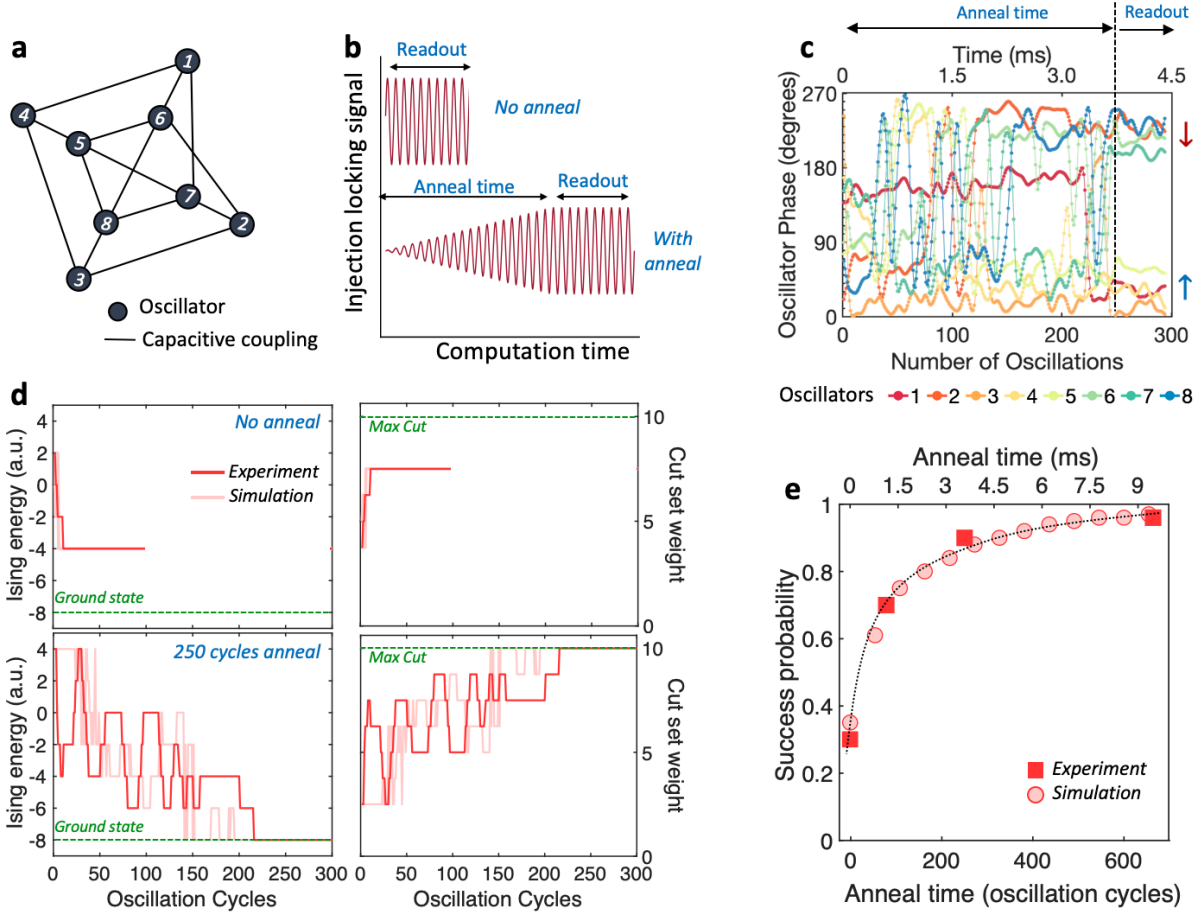 a
1
4
6
5
7
2
8
3
Oscillator
Capacitive coupling
b
Injection locking signal
Readout
No anneal
Anneal time
Readout
With
anneal
Computation time
c
Anneal time
Readout
Time (ms)
0 1.5 3.0 4.5
Oscillator Phase (degrees)
270
180
90
0
0 100 200 300
Number of Oscillations
Oscillators 1 2 3 4 5 6 7 8
d
Ising energy (a.u.)
4
2
0
-2
-4
-6
-8
No anneal
Experiment
Simulation
Ground state
Max Cut
10
5
0
Cut set weight
Ising energy (a.u.)
4
2
0
-2
-4
-6
-8
250 cycles anneal
Ground state
0 50 100 150 200 250 300
Oscillation Cycles
Max Cut
10
5
0
Cut set weight
0 50 100 150 200 250 300
Oscillation Cycles
e
Anneal time (ms)
0 1.5 3 4.5 6 7.5 9
Success probability
1
0.8
0.6
0.4
0.2
0
Experiment
Simulation
0 200 400 600
Anneal time (oscillation cycles)